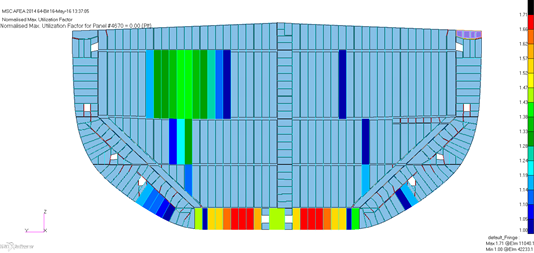 MSC APEA 2014 64-Bit 16-May-16 13:37:05
Normalised Max. Utilization Factor
Normalised Max. Utilization Factor for Panel #4670 = 0.00 (Plt)
1.71
1.66
1.62
1.57
1.52
1.47
1.43
1.38
1.33
1.28
1.24
1.19
1.14
1.10
1.05
1.00
Z
Y
X
default_Fringe
Max 1.71 @Elm 11040.1
Min 1.00 @Elm 42233.1